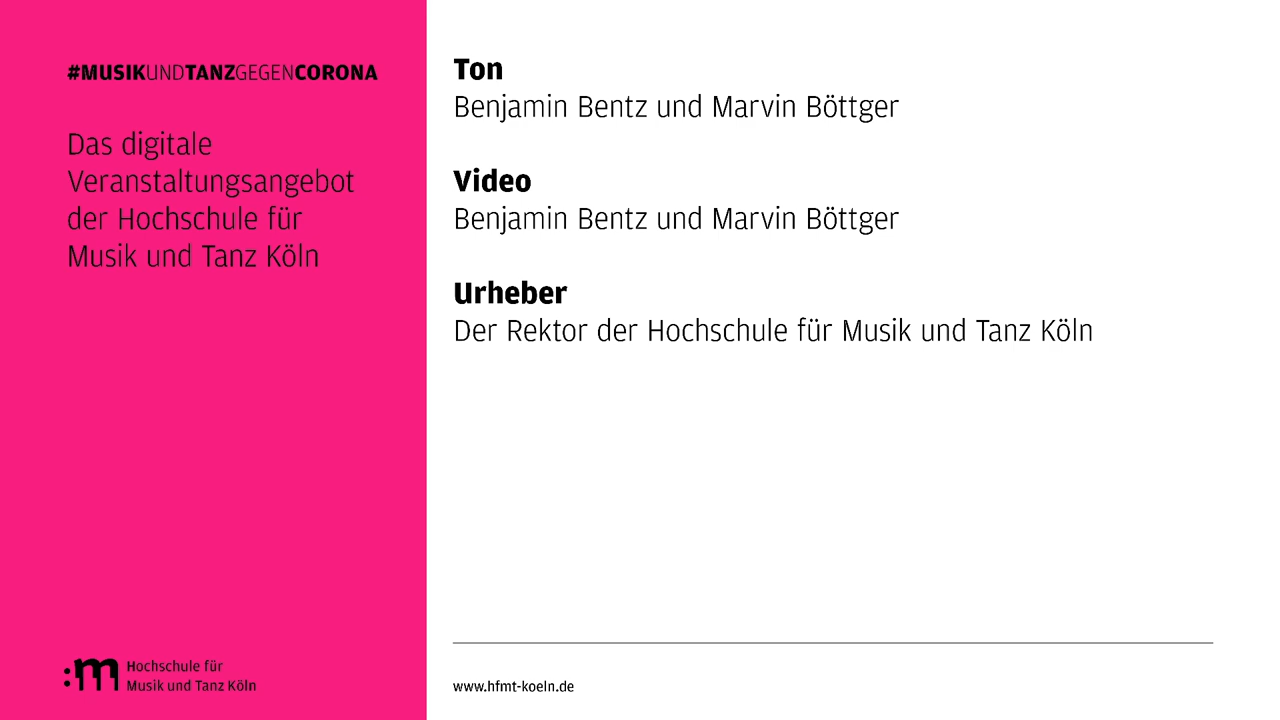 #MUSIKUNDTANZGEGENCORONA
Das digitale
Veranstaltungsangebot
der Hochschule für
Musik und Tanz Köln
:m Hochschule für
Musik und Tanz Köln
Ton
Benjamin Bentz und Marvin Böttger
Video
Benjamin Bentz und Marvin Böttger
Urheber
Der Rektor der Hochschule für Musik und Tanz Köln
www.hfmt-koeln.de